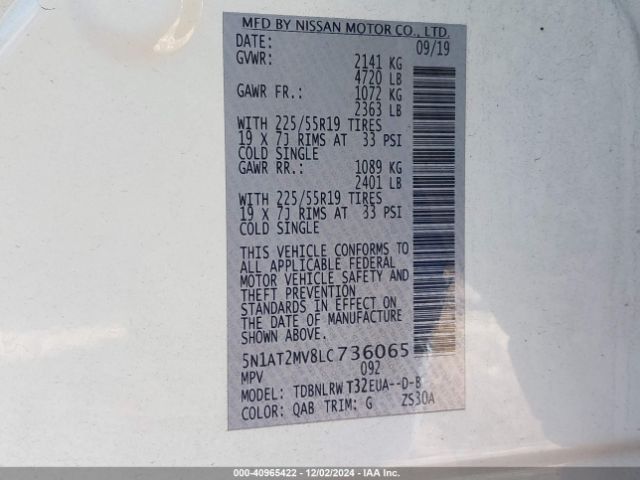 MFD BY NISSAN MOTOR CO., LTD.
DATE: 09/19
GVWR: 2141 KG
4720 LB
GAWR FR.: 1072 KG
2363 LB
WITH 225/55R19 TIRES
19 X 7J RIMS AT 33 PSI
COLD SINGLE
GAWR RR.: 1089 KG
2401 LB
WITH 225/55R19 TIRES
19 X 7J RIMS AT 33 PSI
COLD SINGLE
THIS VEHICLE CONFORMS TO
ALL APPLICABLE FEDERAL
MOTOR VEHICLE SAFETY AND
THEFT PREVENTION
STANDARDS IN EFFECT ON
THE DATE OF MANUFACTURE
SHOWN ABOVE.
5N1AT2MV8LC736065
MPV 092
MODEL: TDBNLRW T32EUA--D-B
COLOR: QAB TRIM: G ZS30A
000-40965422 • 12/02/2024 • IAAI.COM